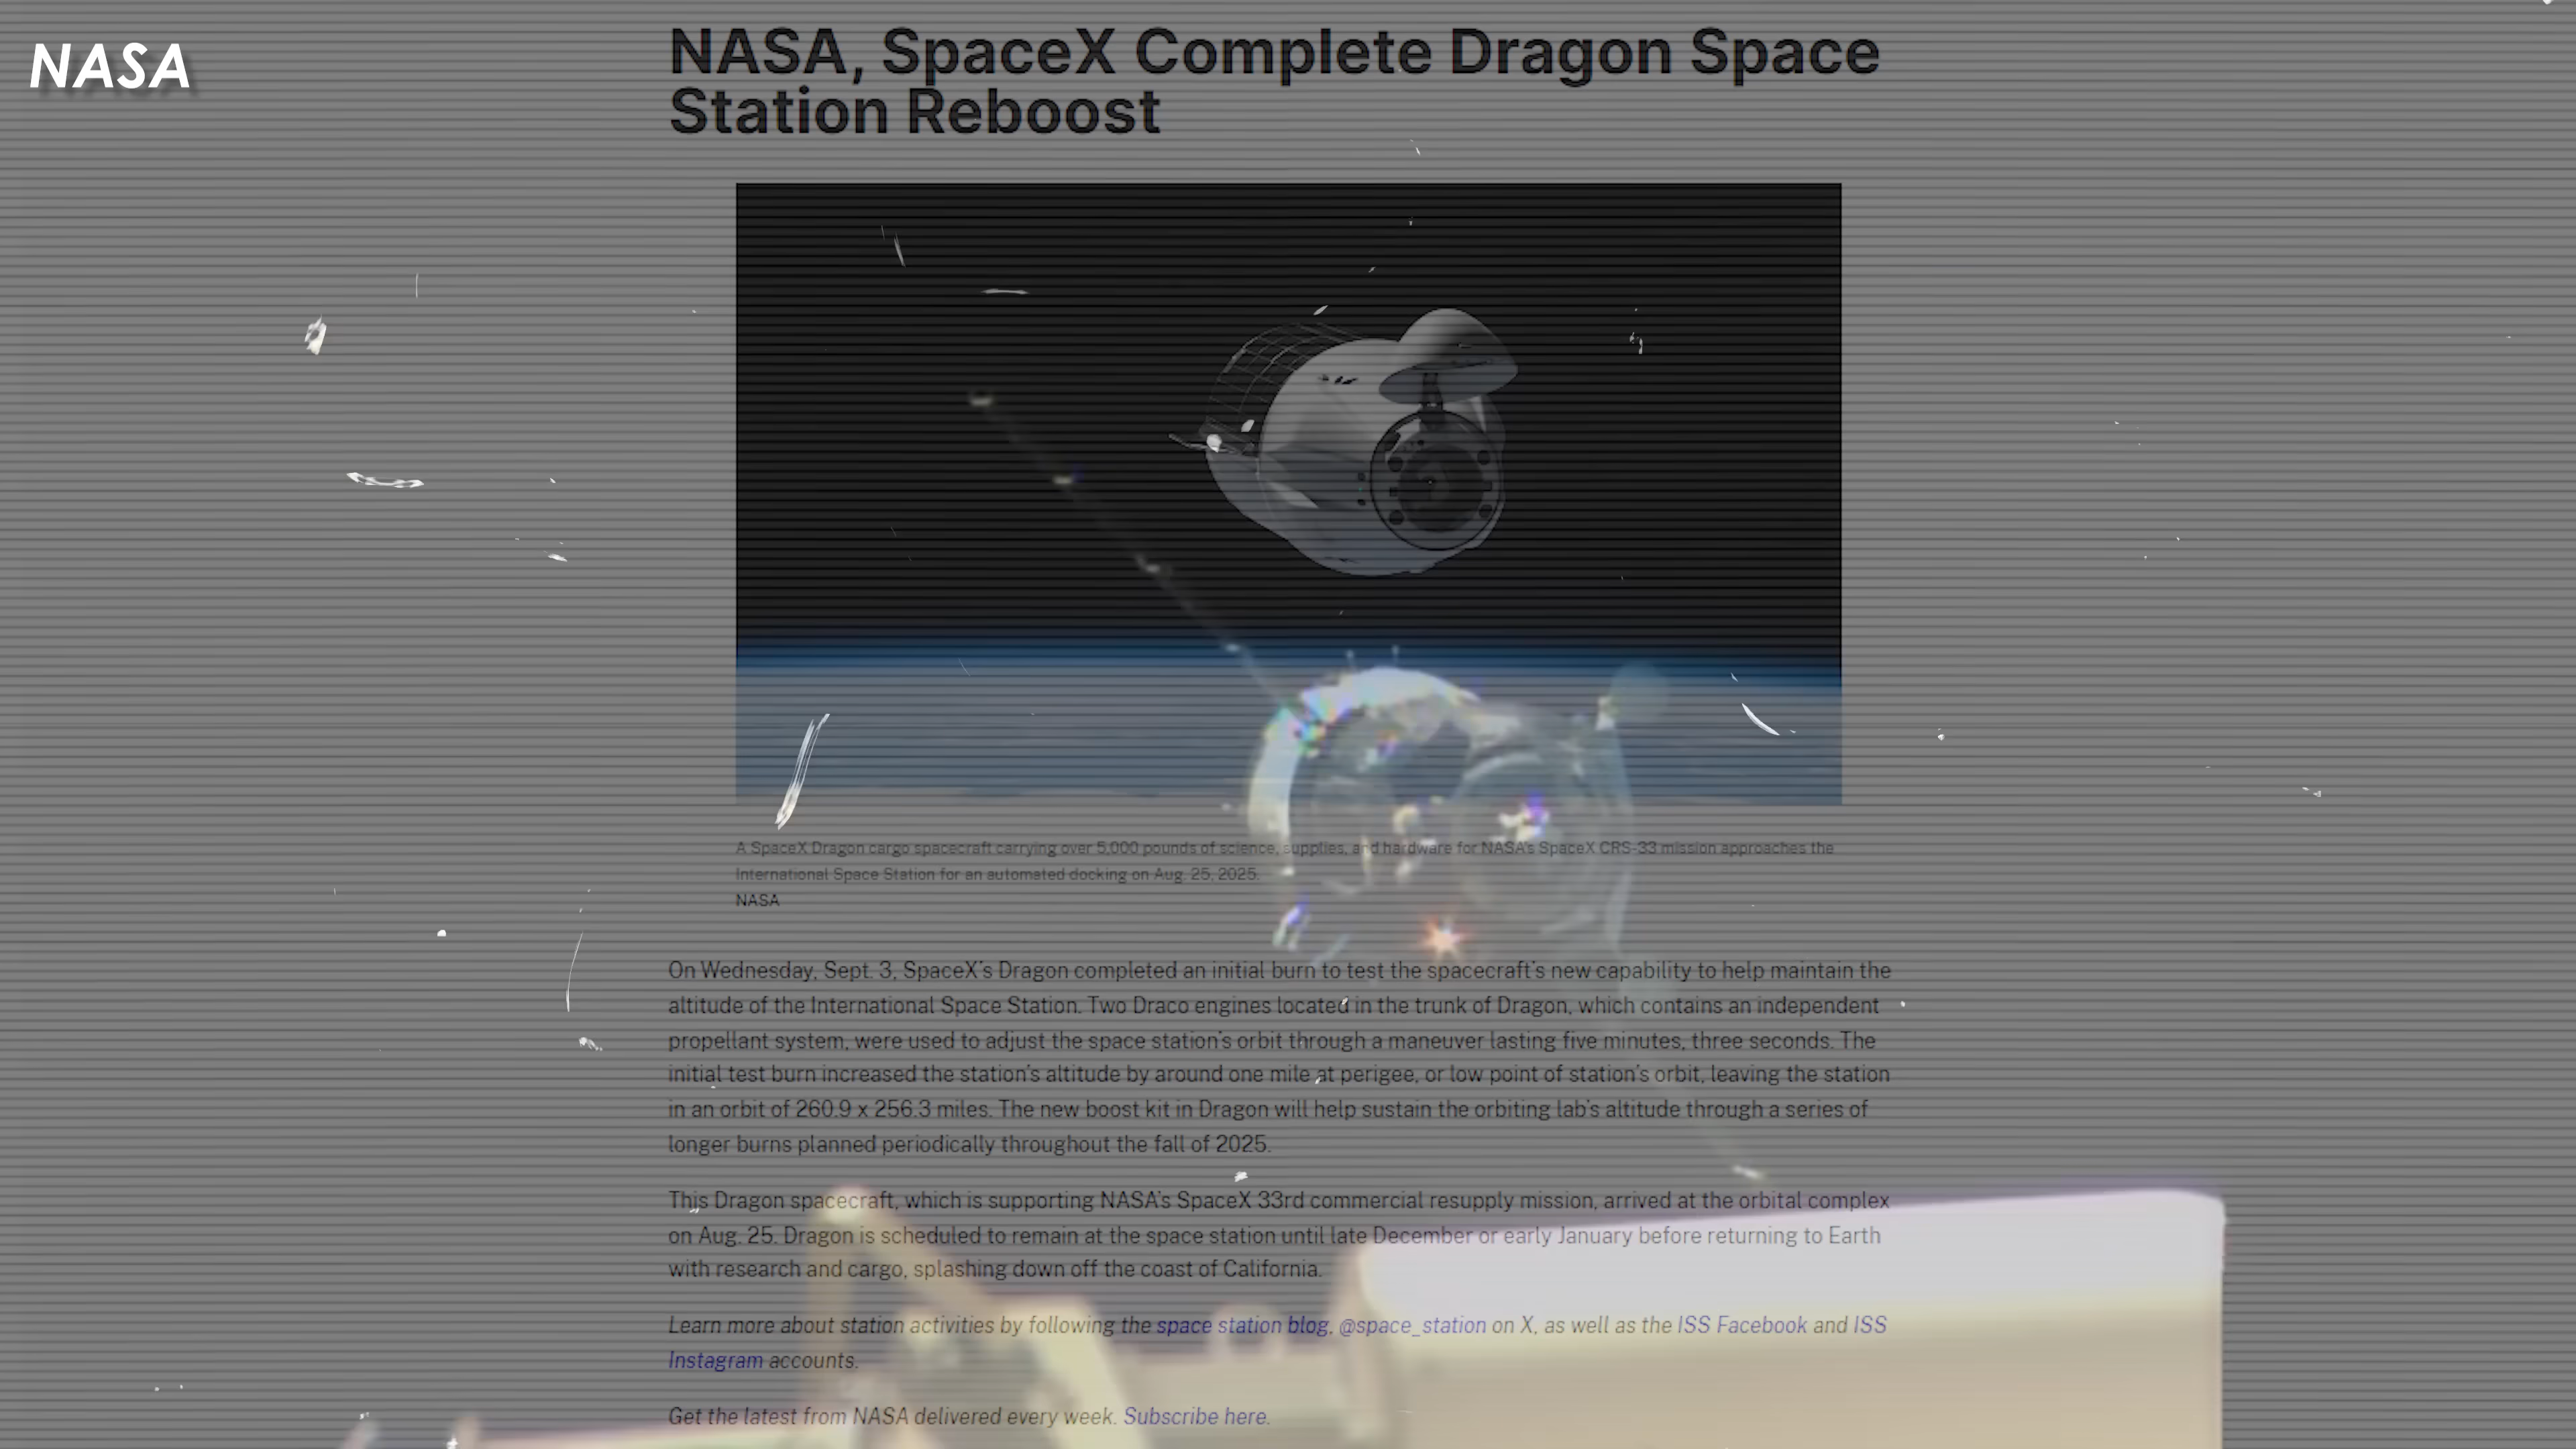 NASA
NASA, SpaceX Complete Dragon Space
Station Reboost
A SpaceX Dragon cargo spacecraft carrying over 5,000 pounds of science, supplies, and hardware for NASA's SpaceX CRS-33 mission approaches the
International Space Station for an automated docking on Aug. 25, 2025.
NASA
On Wednesday, Sept. 3, SpaceX's Dragon completed an initial burn to test the spacecraft's new capability to help maintain the
altitude of the International Space Station. Two Draco engines located in the trunk of Dragon, which contains an independent
propellant system, were used to adjust the space station's orbit through a maneuver lasting five minutes, three seconds. The
initial test burn increased the station's altitude by around one mile at perigee, or low point of station's orbit, leaving the station
in an orbit of 260.9 x 256.3 miles. The new boost kit in Dragon will help sustain the orbiting lab's altitude through a series of
longer burns planned periodically throughout the fall of 2025.
This Dragon spacecraft, which is supporting NASA's SpaceX 33rd commercial resupply mission, arrived at the orbital complex
on Aug. 25. Dragon is scheduled to remain at the space station until late December or early January before returning to Earth
with research and cargo, splashing down off the coast of California.
Learn more about station activities by following the space station blog, @space_station on X, as well as the ISS Facebook and ISS
Instagram accounts.
Get the latest from NASA delivered every week. Subscribe here.